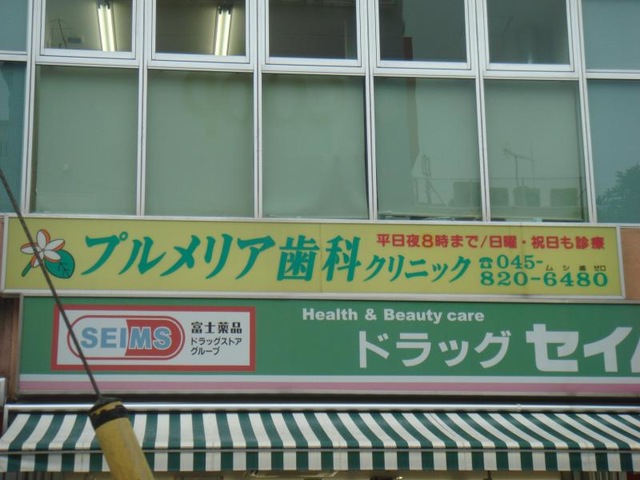 プルメリア歯科クリニック
平日夜8時まで/日曜・祝日も診療
☎045-
ムシ歯ゼロ
820-6480
Health & Beauty care
SEIMS
富士薬品
ドラッグストア
グループ
ドラッグ セイム